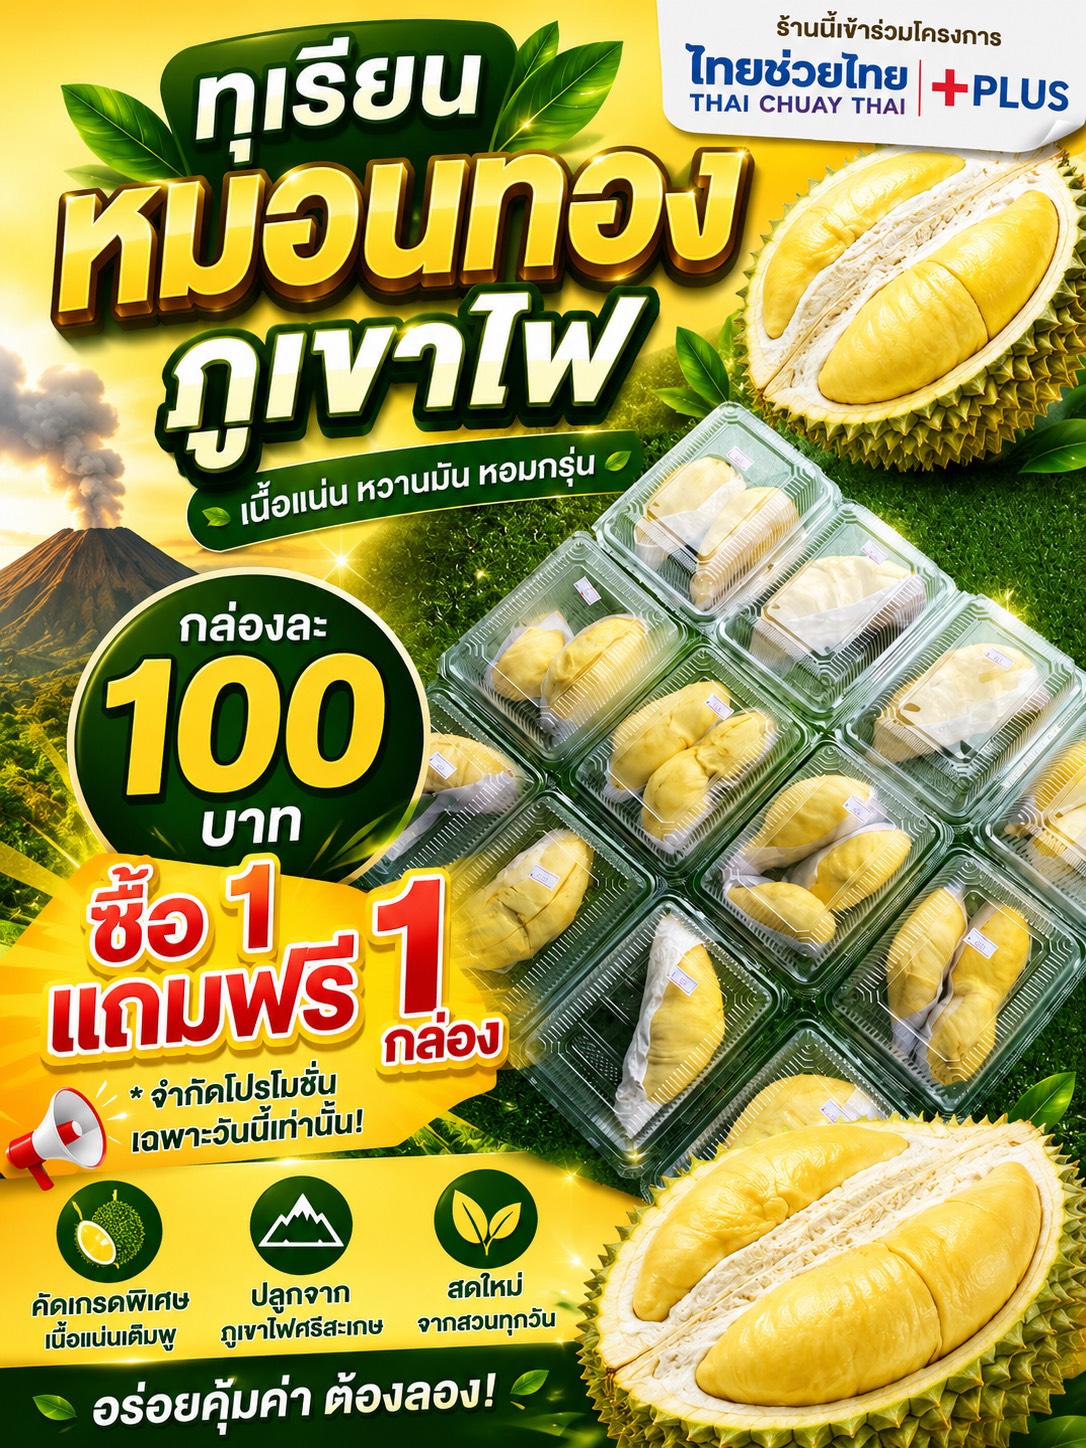 ร้านนี้เข้าร่วมโครงการ
ไทยช่วยไทย
THAI CHUAY THAI
+PLUS
ทุเรียน
หมอนทอง
ภูเขาไฟ
เนื้อแน่น หวานมัน หอมกรุ่น
กล่องละ
100
บาท
ซื้อ 1
แถมฟรี 1
กล่อง
* จำกัดโปรโมชั่น
เฉพาะวันนี้เท่านั้น!
คัดเกรดพิเศษ
เนื้อแน่นเต็มพู
ปลูกจาก
ภูเขาไฟศรีสะเกษ
สดใหม่
จากสวนทุกวัน
อร่อยคุ้มค่า ต้องลอง!